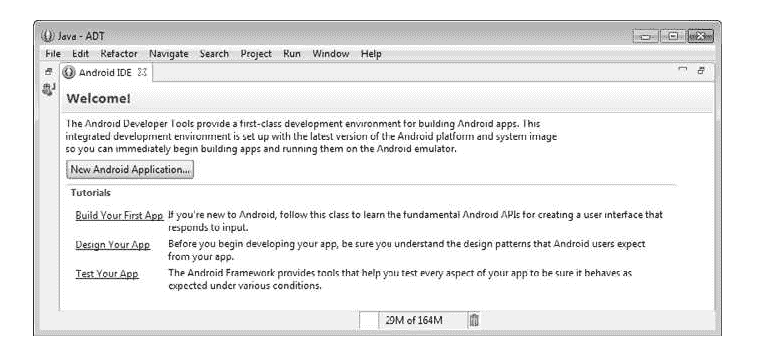 Java - ADT
File Edit Refactor Navigate Search Project Run Window Help
Android IDE
Welcome!
The Android Developer Tools provide a first-class development environment for building Android apps. This
integrated development environment is set up with the latest version of the Android platform and system image
so you can immediately begin building apps and running them on the Android emulator.
New Android Application...
Tutorials
Build Your First App If you're new to Android, follow this class to learn the fundamental Android APIs for creating a user interface that
responds to input.
Design Your App Before you begin developing your app, be sure you understand the design patterns that Android users expect
from your app.
Test Your App The Android Framework provides tools that help you test every aspect of your app to be sure it behaves as
expected under various conditions.
29M of 164M